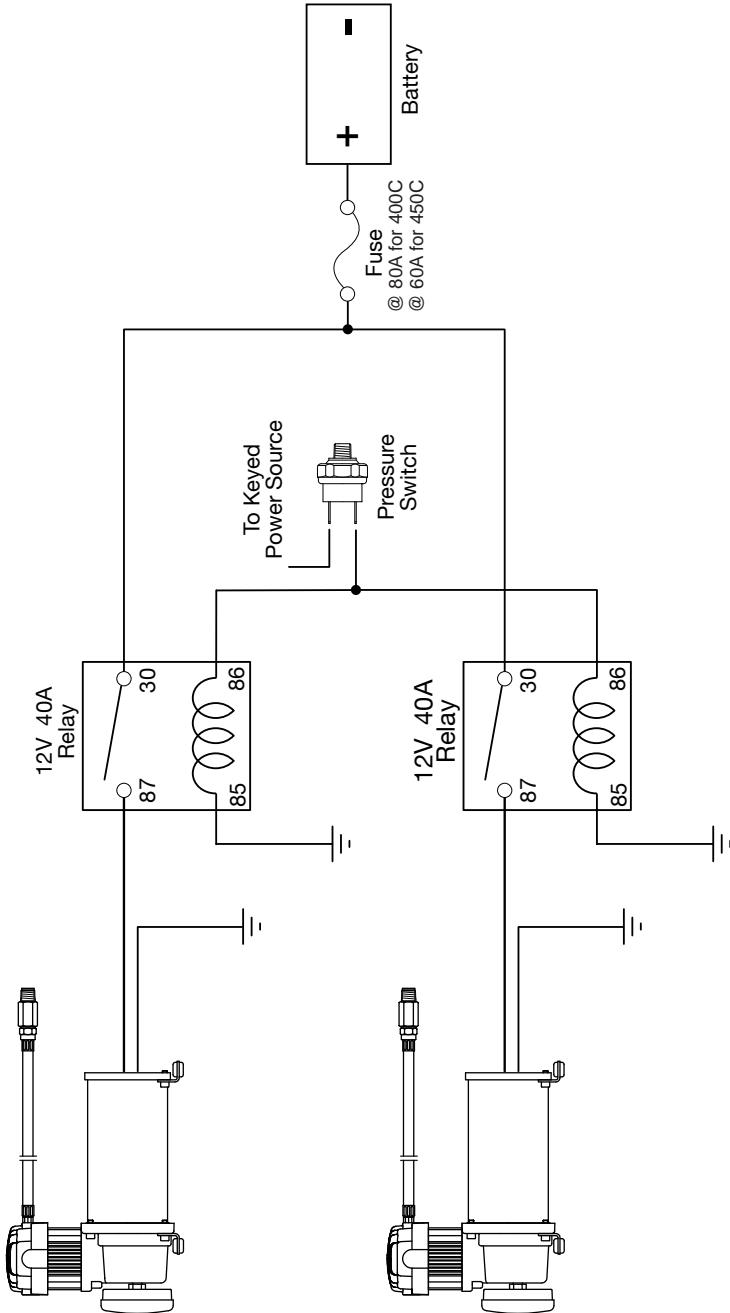 -
+
Battery
Fuse
@ 80A for 400C
@ 60A for 450C
To Keyed
Power Source
Pressure
Switch
12V 40A
Relay
30
87
86
85
12V 40A
Relay
30
87
86
85